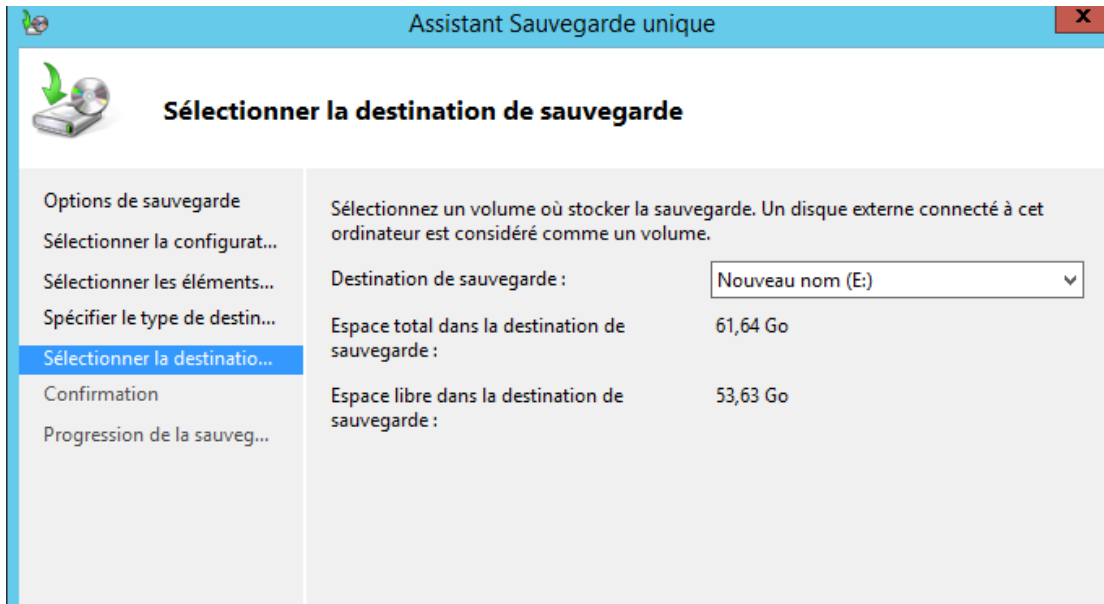 Assistant Sauvegarde unique
x
Sélectionner la destination de sauvegarde
Options de sauvegarde
Sélectionner la configurat...
Sélectionner les éléments...
Spécifier le type de destin...
Sélectionner la destinatio...
Confirmation
Progression de la sauveg...
Sélectionnez un volume où stocker la sauvegarde. Un disque externe connecté à cet
ordinateur est considéré comme un volume.
Destination de sauvegarde : Nouveau nom (E:)
Espace total dans la destination de 61,64 Go
sauvegarde :
Espace libre dans la destination de 53,63 Go
sauvegarde :